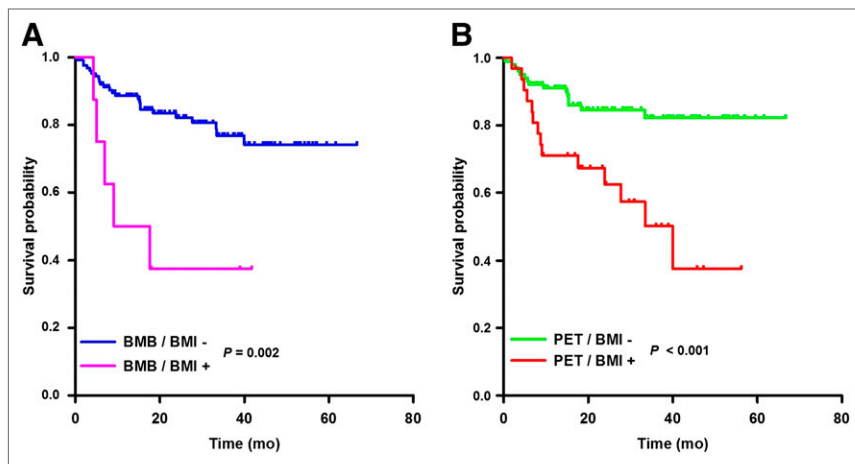 A
Survival probability
1.0
0.8
0.6
0.4
0.2
0.0
BMB / BMI -
BMB / BMI +
P = 0.002
0 20 40 60 80
Time (mo)
B
Survival probability
1.0
0.8
0.6
0.4
0.2
0.0
PET / BMI -
PET / BMI +
P < 0.001
0 20 40 60 80
Time (mo)